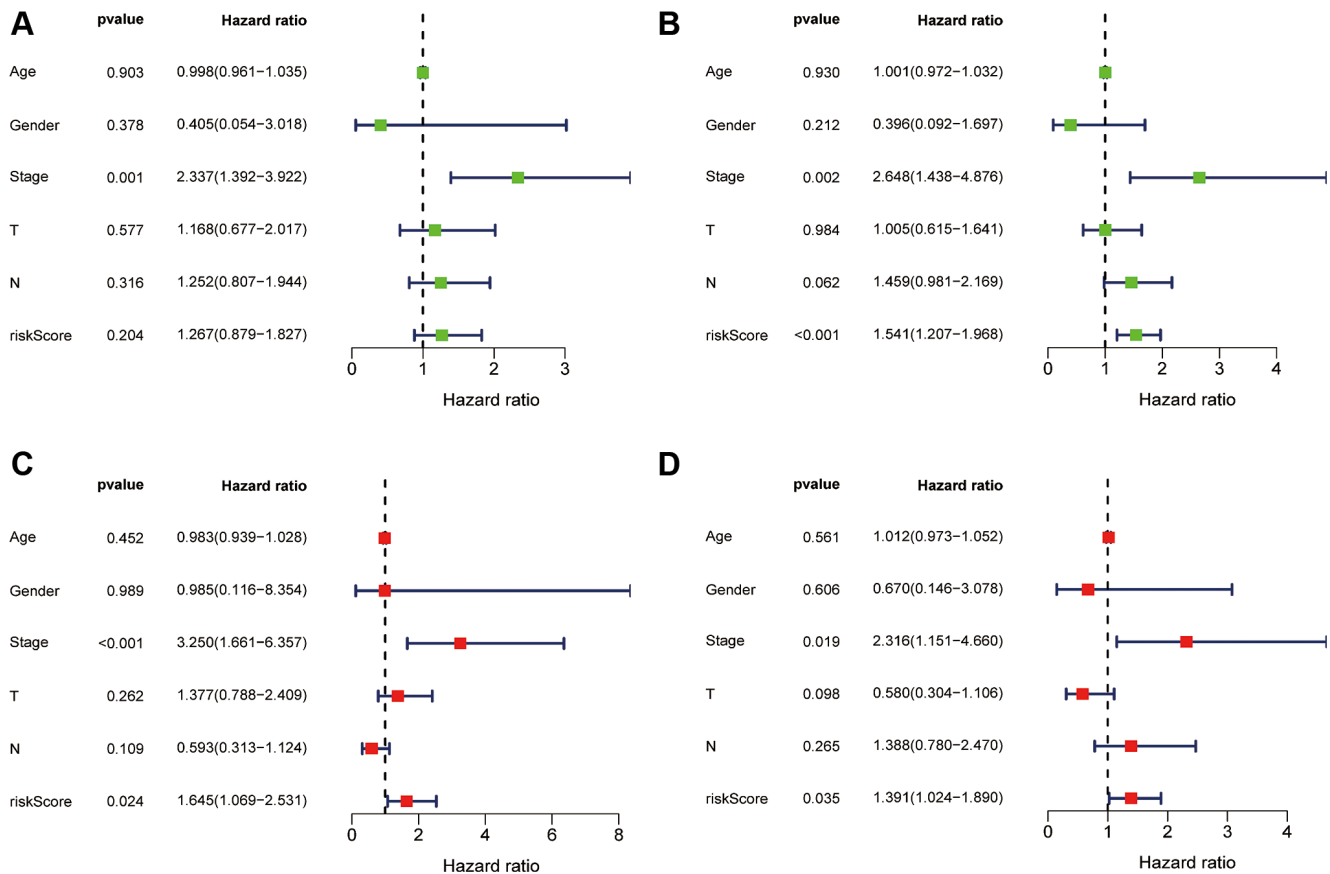 A
pvalue Hazard ratio
Age 0.903 0.998(0.961−1.035)
Gender 0.378 0.405(0.054−3.018)
Stage 0.001 2.337(1.392−3.922)
T 0.577 1.168(0.677−2.017)
N 0.316 1.252(0.807−1.944)
riskScore 0.204 1.267(0.879−1.827)
0 1 2 3
Hazard ratio
B
pvalue Hazard ratio
Age 0.930 1.001(0.972−1.032)
Gender 0.212 0.396(0.092−1.697)
Stage 0.002 2.648(1.438−4.876)
T 0.984 1.005(0.615−1.641)
N 0.062 1.459(0.981−2.169)
riskScore <0.001 1.541(1.207−1.968)
0 1 2 3 4
Hazard ratio
C
pvalue Hazard ratio
Age 0.452 0.983(0.939−1.028)
Gender 0.989 0.985(0.116−8.354)
Stage <0.001 3.250(1.661−6.357)
T 0.262 1.377(0.788−2.409)
N 0.109 0.593(0.313−1.124)
riskScore 0.024 1.645(1.069−2.531)
0 2 4 6 8
Hazard ratio
D
pvalue Hazard ratio
Age 0.561 1.012(0.973−1.052)
Gender 0.606 0.670(0.146−3.078)
Stage 0.019 2.316(1.151−4.660)
T 0.098 0.580(0.304−1.106)
N 0.265 1.388(0.780−2.470)
riskScore 0.035 1.391(1.024−1.890)
0 1 2 3 4
Hazard ratio